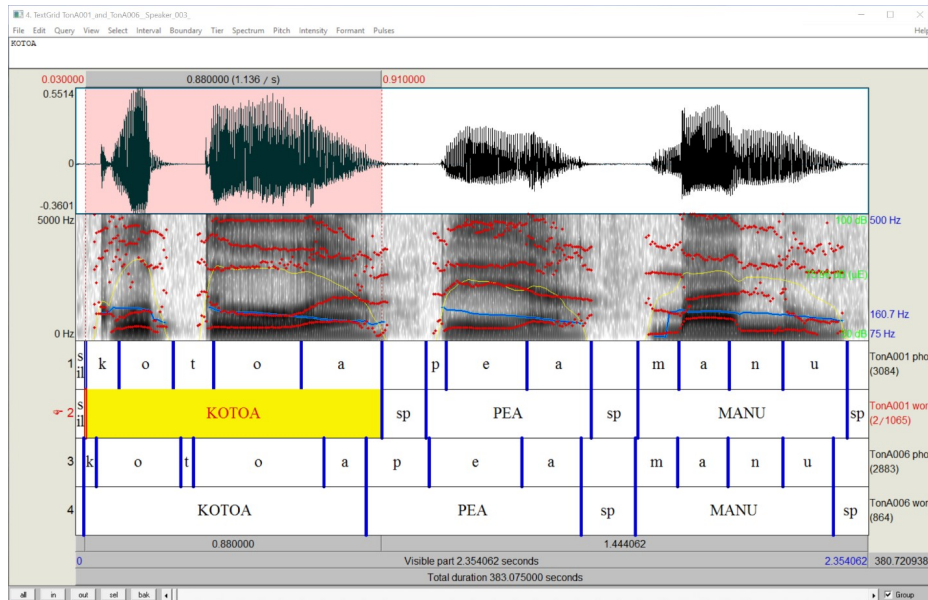 4. TextGrid TonA001_and_TonA006__Speaker_003_
File Edit Query View Select Interval Boundary Tier Spectrum Pitch Intensity Formant Pulses Help
KOTOA
0.030000 0.880000 (1.136 / s) 0.910000
0.5514
0
-0.3601
5000 Hz 100 dB 500 Hz
160.7 Hz
0 Hz 75 Hz
1 sil k o t o a p e a m a n u TonA001 pho
(3084)
2 sil KOTOA sp PEA sp MANU sp TonA001 wor
(2/1065)
3 k o t o a p e a m a n u TonA006 pho
(2883)
4 KOTOA PEA sp MANU sp TonA006 wor
(864)
0.880000 1.444062
0 Visible part 2.354062 seconds 2.354062 380.720938
Total duration 383.075000 seconds
all in out sel bak Group